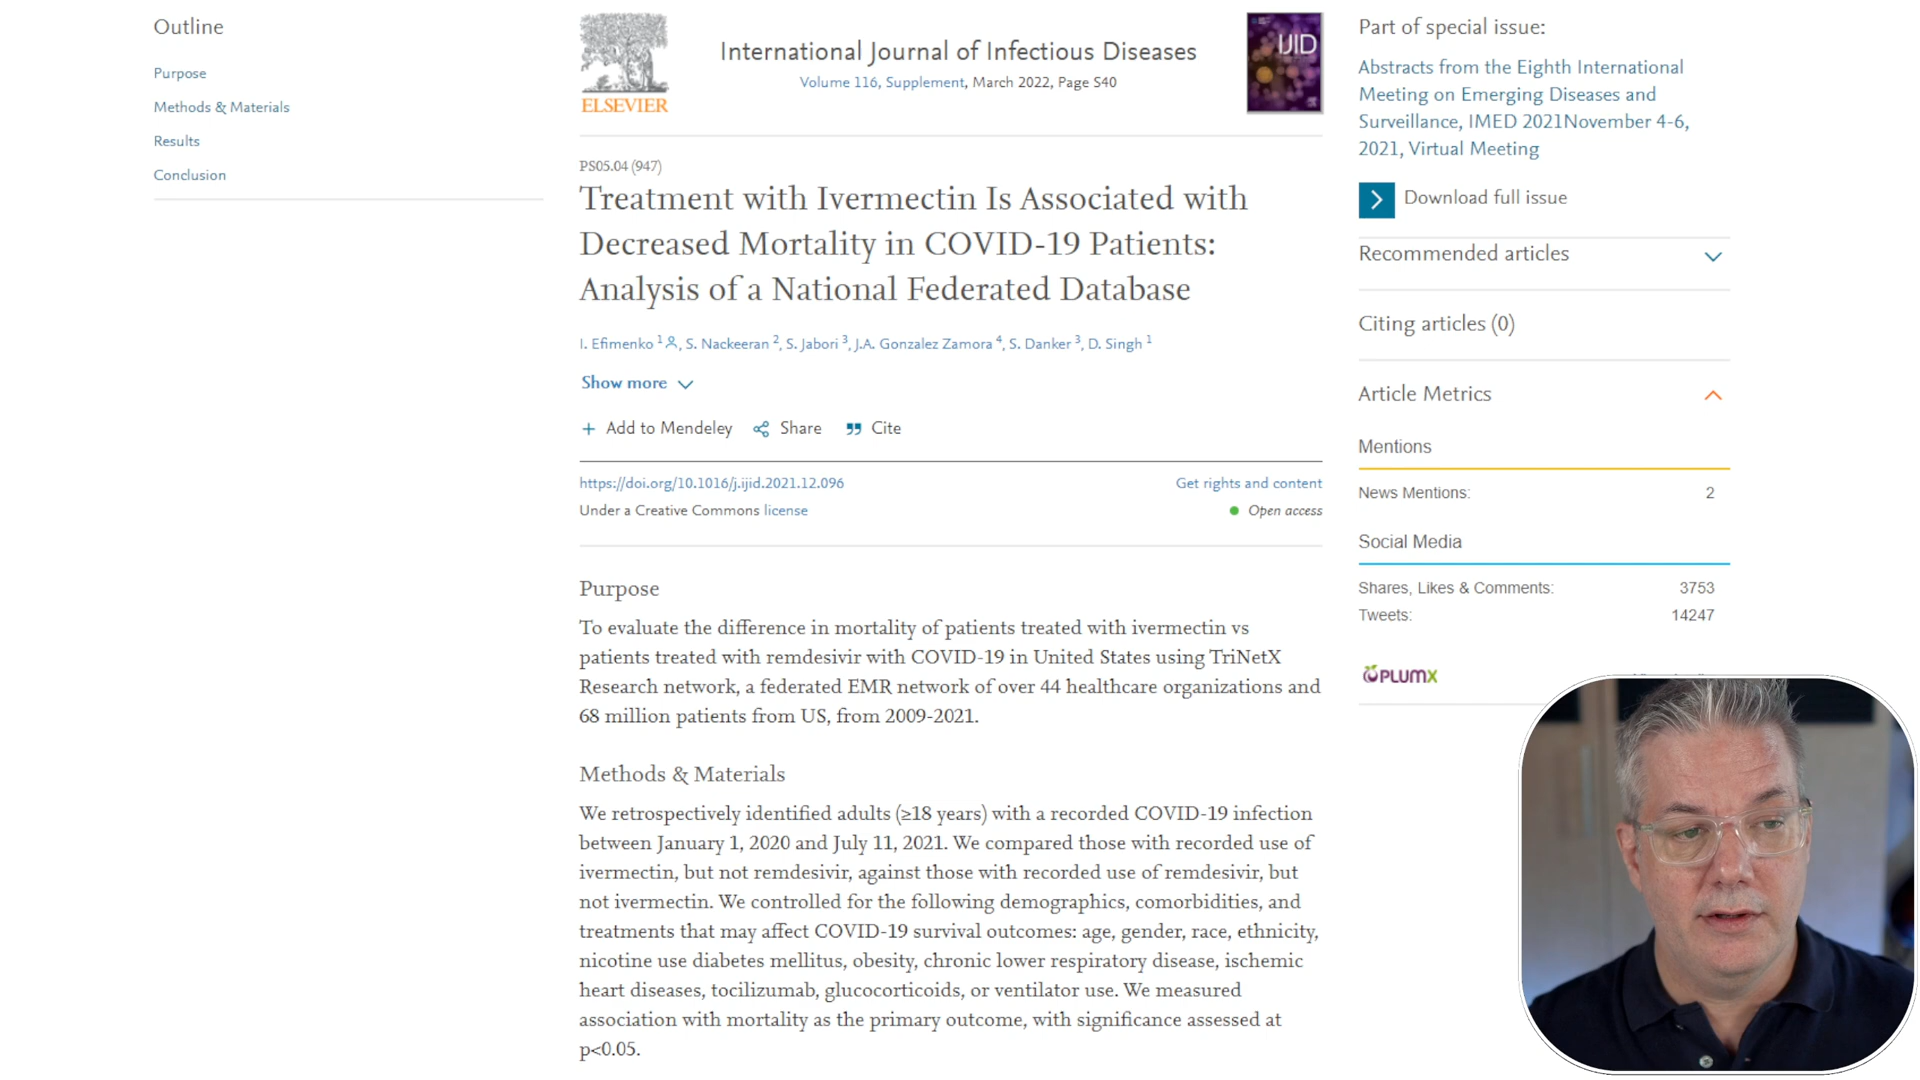 Outline
Purpose
Methods & Materials
Results
Conclusion
ELSEVIER
International Journal of Infectious Diseases
Volume 116, Supplement, March 2022, Page S40
IJID
PS05.04 (947)
Treatment with Ivermectin Is Associated with
Decreased Mortality in COVID-19 Patients:
Analysis of a National Federated Database
I. Efimenko 1, S. Nackeeran 2, S. Jabori 3, J.A. Gonzalez Zamora 4, S. Danker 3, D. Singh 1
Show more
+ Add to Mendeley Share Cite
https://doi.org/10.1016/j.ijid.2021.12.096 Get rights and content
Under a Creative Commons license Open access
Purpose
To evaluate the difference in mortality of patients treated with ivermectin vs
patients treated with remdesivir with COVID-19 in United States using TriNetX
Research network, a federated EMR network of over 44 healthcare organizations and
68 million patients from US, from 2009-2021.
Methods & Materials
We retrospectively identified adults (≥18 years) with a recorded COVID-19 infection
between January 1, 2020 and July 11, 2021. We compared those with recorded use of
ivermectin, but not remdesivir, against those with recorded use of remdesivir, but
not ivermectin. We controlled for the following demographics, comorbidities, and
treatments that may affect COVID-19 survival outcomes: age, gender, race, ethnicity,
nicotine use diabetes mellitus, obesity, chronic lower respiratory disease, ischemic
heart diseases, tocilizumab, glucocorticoids, or ventilator use. We measured
association with mortality as the primary outcome, with significance assessed at
p<0.05.
Part of special issue:
Abstracts from the Eighth International
Meeting on Emerging Diseases and
Surveillance, IMED 2021November 4-6,
2021, Virtual Meeting
Download full issue
Recommended articles
Citing articles (0)
Article Metrics
Mentions
News Mentions: 2
Social Media
Shares, Likes & Comments: 3753
Tweets: 14247
PLUMX